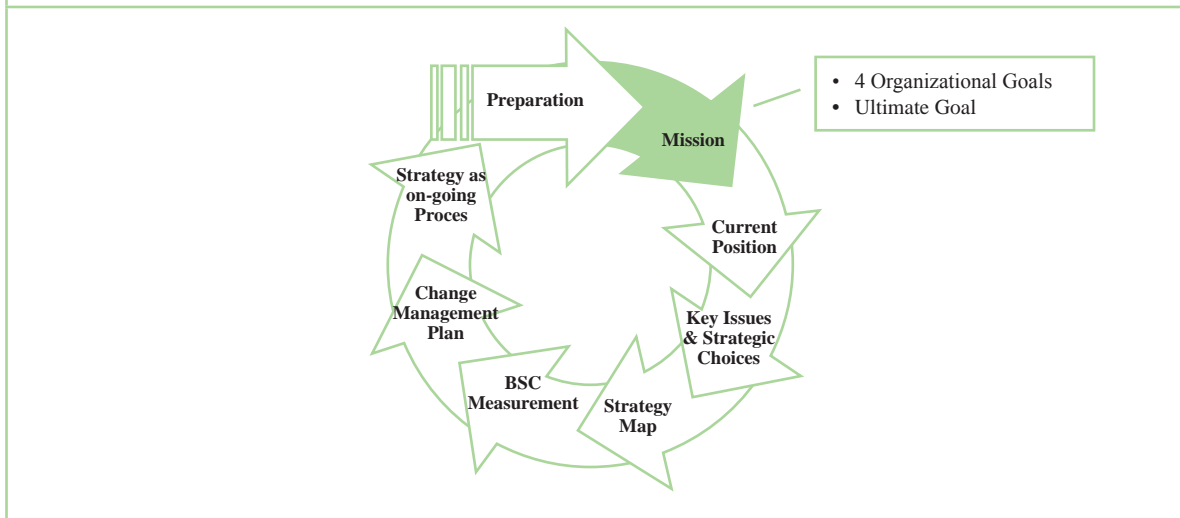 Preparation
Mission
• 4 Organizational Goals
• Ultimate Goal
Current
Position
Key Issues
& Strategic
Choices
Strategy
Map
BSC
Measurement
Change
Management
Plan
Strategy as
on-going
Proces